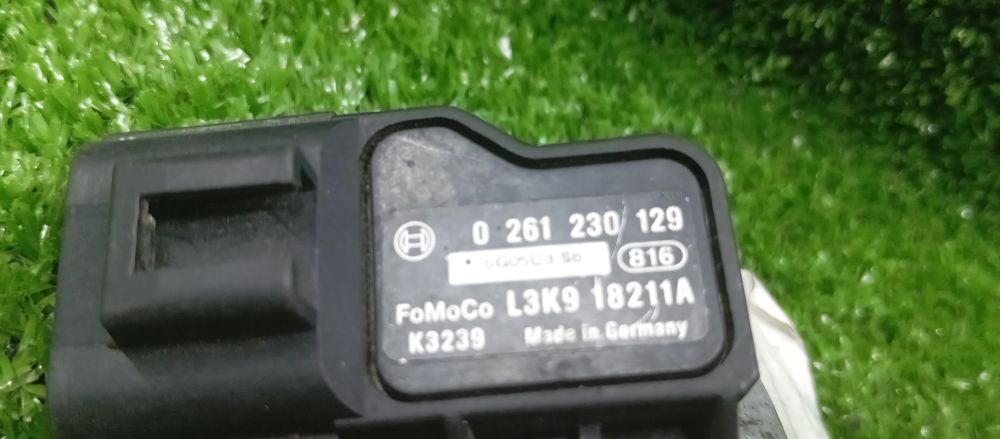 0 261 230 129
816
FoMoCo L3K9 18211A
K3239 Made in Germany